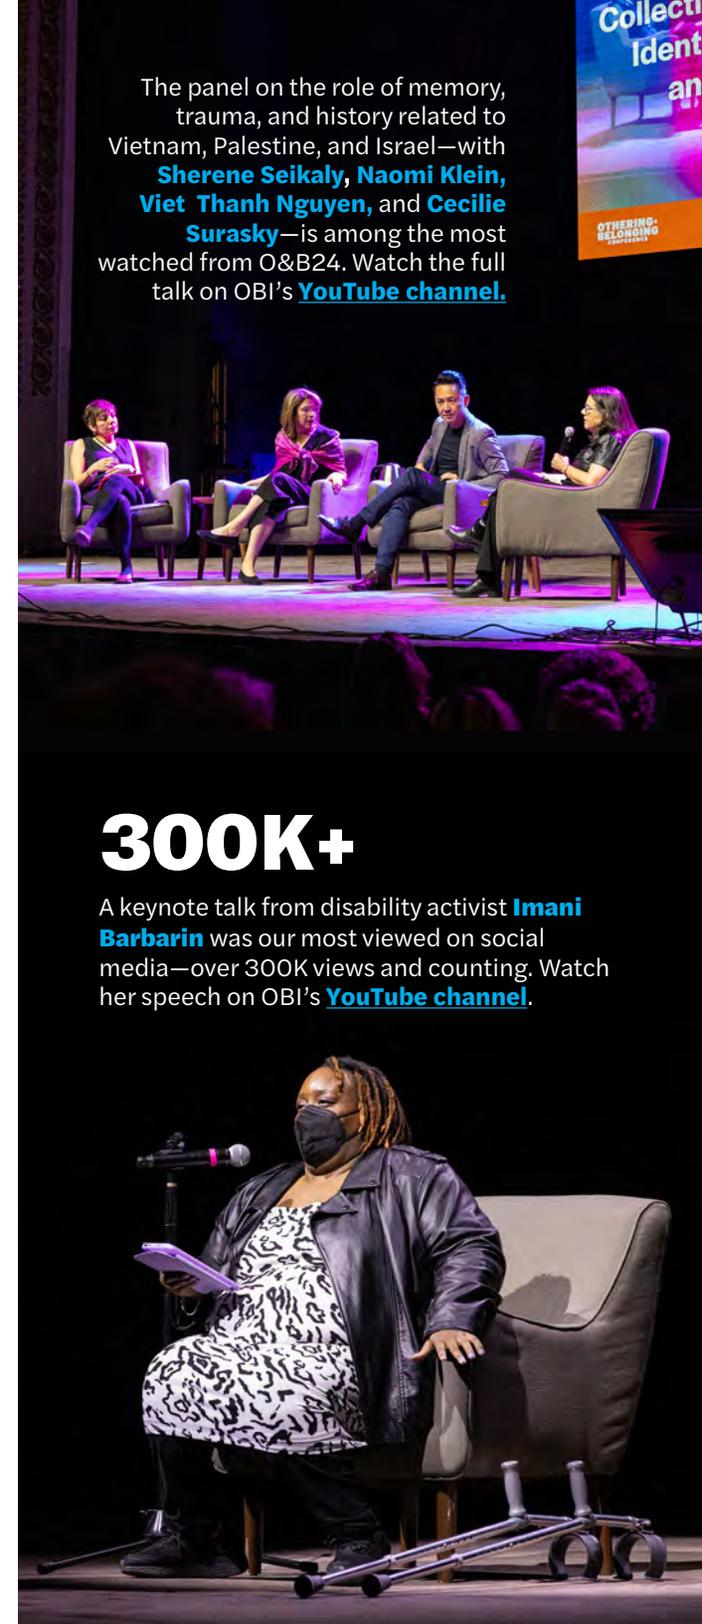 Collecti
Ident
an
The panel on the role of memory,
trauma, and history related to
Vietnam, Palestine, and Israel—with
Sherene Seikaly, Naomi Klein,
Viet Thanh Nguyen, and Cecilie
Surasky—is among the most
watched from O&B24. Watch the full
talk on OBI’s YouTube channel.
OTHERING+
BELONGING
CONFERENCE
300K+
A keynote talk from disability activist Imani
Barbarin was our most viewed on social
media—over 300K views and counting. Watch
her speech on OBI’s YouTube channel.